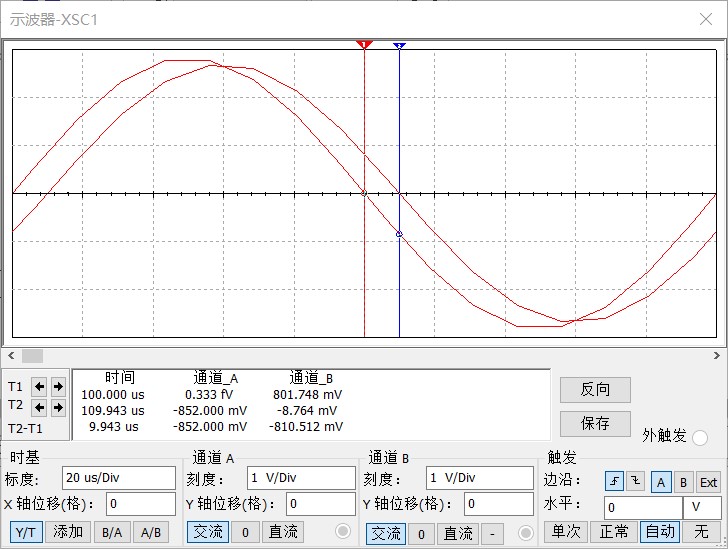 示波器-XSC1
1
2
时间 通道_A 通道_B
T1 100.000 us 0.333 fV 801.748 mV
T2 109.943 us -852.000 mV -8.764 mV
T2-T1 9.943 us -852.000 mV -810.512 mV
反向
保存
外触发
时基 通道 A 通道 B 触发
标度: 20 us/Div 刻度: 1 V/Div 刻度: 1 V/Div 边沿: A B Ext
X 轴位移(格): 0 Y 轴位移(格): 0 Y 轴位移(格): 0 水平: 0 V
Y/T 添加 B/A A/B 交流 0 直流 交流 0 直流 - 单次 正常 自动 无